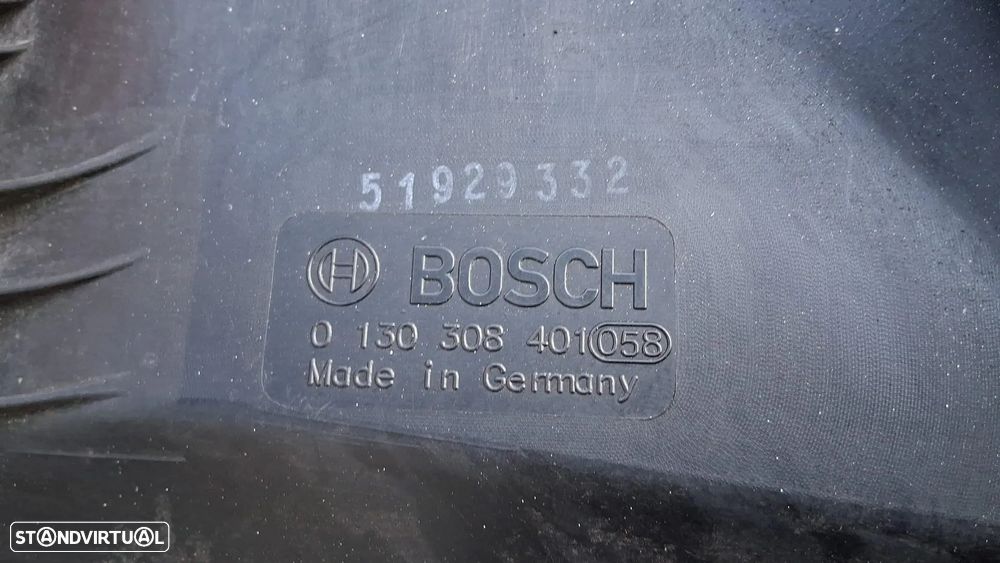 51929332
BOSCH
0 130 308 401 058
Made in Germany
STANDVIRTUAL